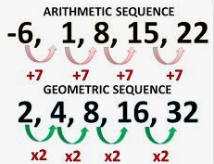 ARITHMETIC SEQUENCE
-6, 1, 8, 15, 22
+7 +7 +7 +7
GEOMETRIC SEQUENCE
2, 4, 8, 16, 32
x2 x2 x2 x2